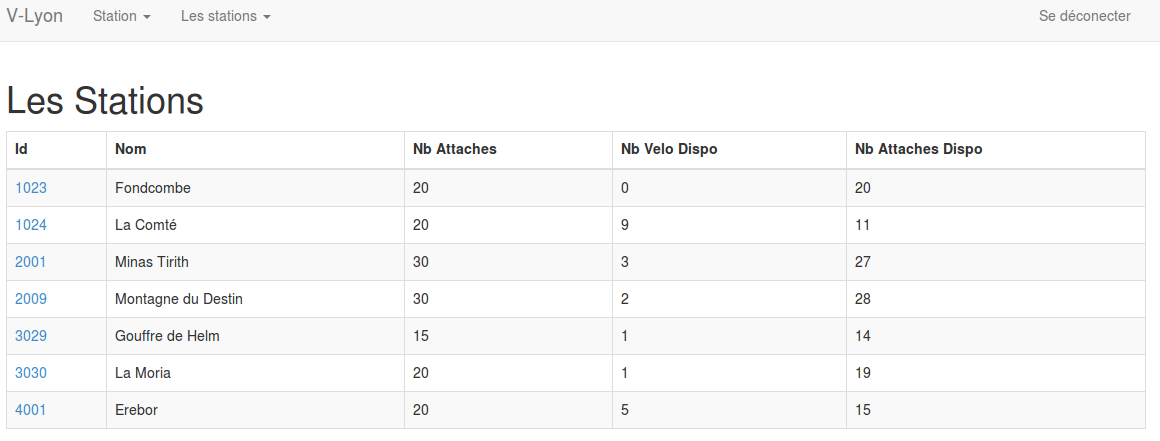 V-Lyon Station Les stations Se déconecter
Les Stations
Id Nom Nb Attaches Nb Velo Dispo Nb Attaches Dispo
1023 Fondcombe 20 0 20
1024 La Comté 20 9 11
2001 Minas Tirith 30 3 27
2009 Montagne du Destin 30 2 28
3029 Gouffre de Helm 15 1 14
3030 La Moria 20 1 19
4001 Erebor 20 5 15